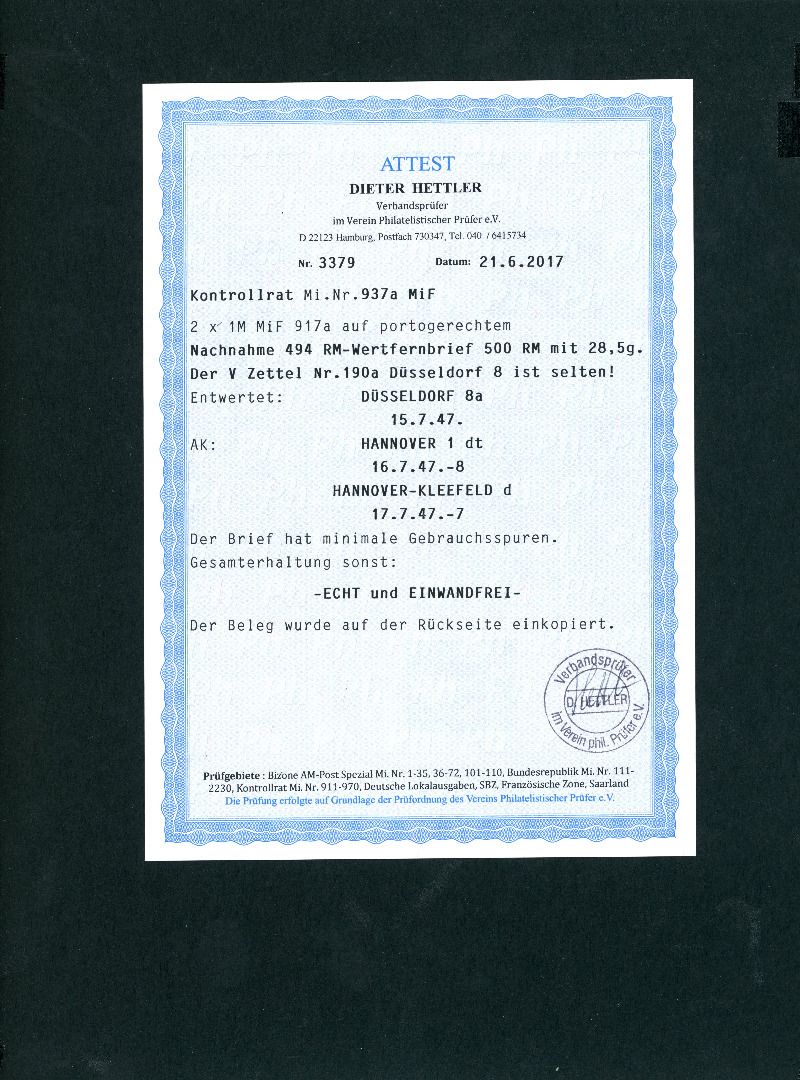 ATTEST
DIETER HETTLER
Verbandsprüfer
im Verein Philatelistischer Prüfer e.V.
D 22123 Hamburg, Postfach 730347, Tel. 040 / 6415734
Nr. 3379 Datum: 21.6.2017
Kontrollrat Mi.Nr.937a MiF
2 x 1M MiF 917a auf portogerechtem
Nachnahme 494 RM-Wertfernbrief 500 RM mit 28,5g.
Der V Zettel Nr.190a Düsseldorf 8 ist selten!
Entwertet: DÜSSELDORF 8a
15.7.47.
AK: HANNOVER 1 dt
16.7.47.-8
HANNOVER-KLEEFELD d
17.7.47.-7
Der Brief hat minimale Gebrauchsspuren.
Gesamterhaltung sonst:
-ECHT und EINWANDFREI-
Der Beleg wurde auf der Rückseite einkopiert.
Verbandsprüfer
D. HETTLER
im Verein phil. Prüfer e.V.
Prüfgebiete : Bizone AM-Post Spezial Mi. Nr. 1-35, 36-72, 101-110, Bundesrepublik Mi. Nr. 111-
2230, Kontrollrat Mi. Nr. 911-970, Deutsche Lokalausgaben, SBZ, Französische Zone, Saarland
Die Prüfung erfolgte auf Grundlage der Prüfordnung des Vereins Philatelistischer Prüfer e.V.